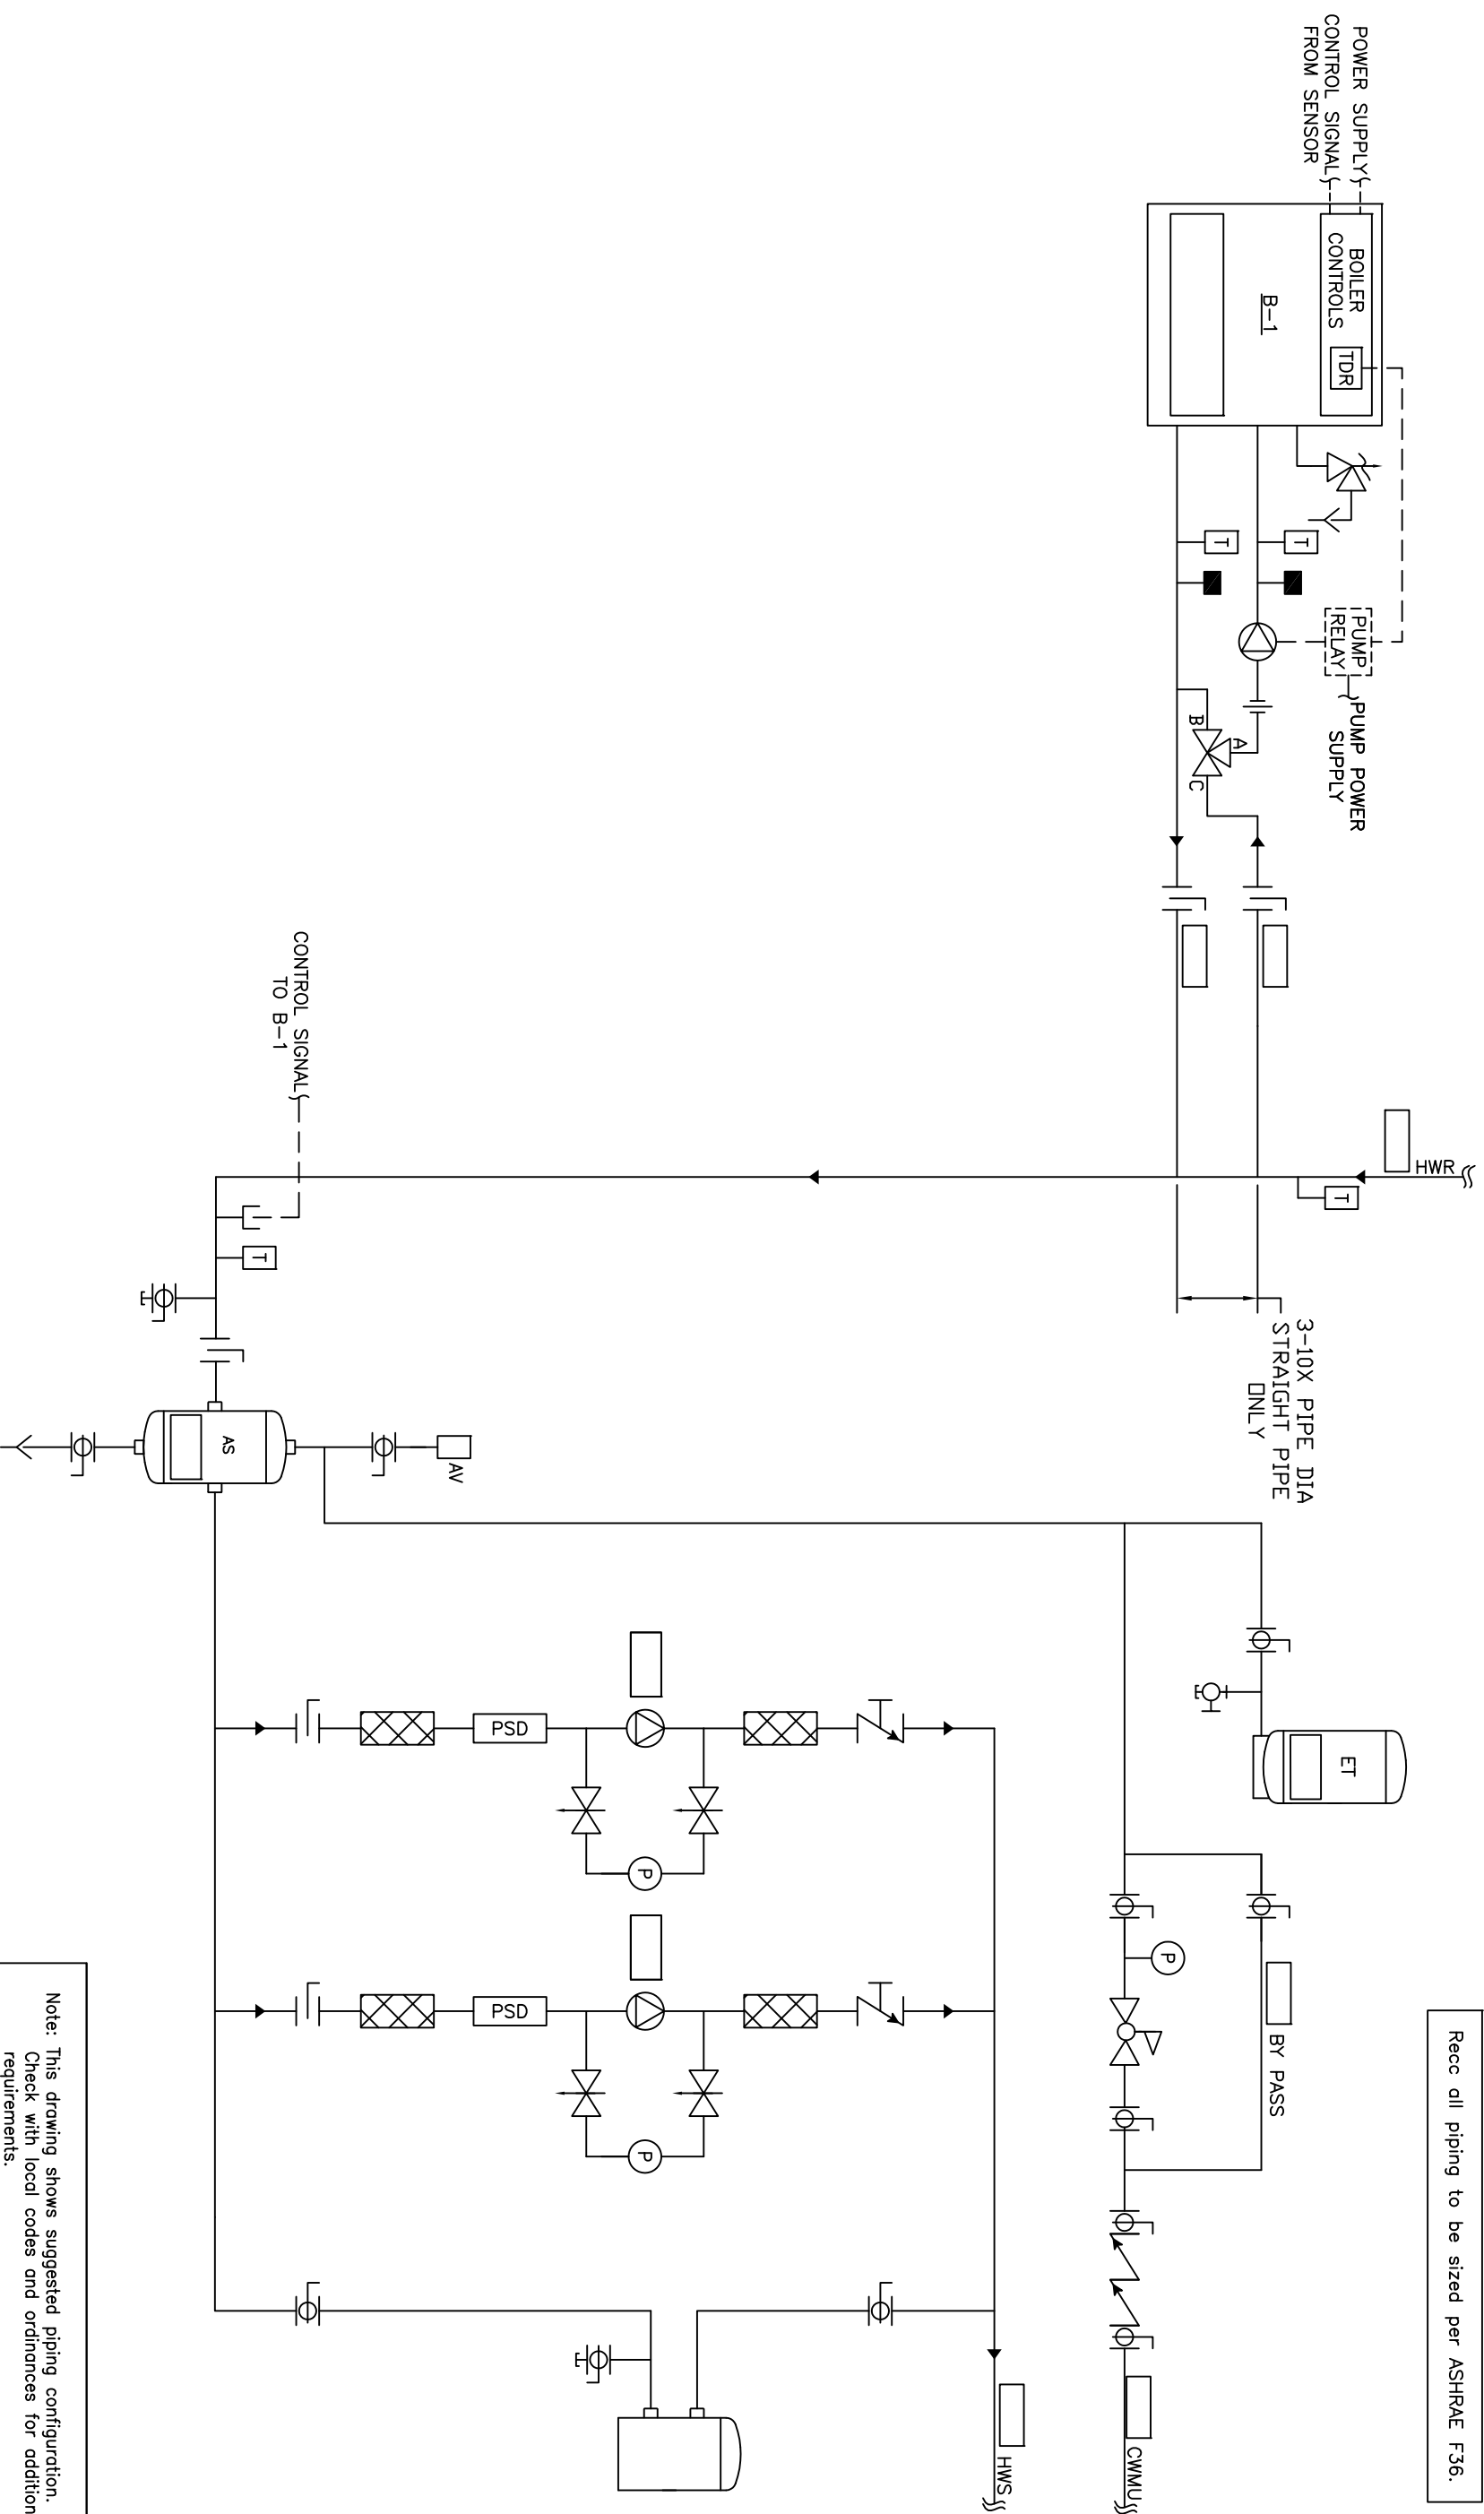 Recc all piping to be sized per ASHRAE F36.
POWER SUPPLY
CONTROL SIGNAL
FROM SENSOR
BOILER
CONTROLS
TDR
B-1
T
T
PUMP
RELAY
PUMP POWER
SUPPLY
A
B
C
HWR
T
3-10X PIPE DIA
STRAIGHT PIPE
ONLY
ET
BY PASS
P
CWMU
HWS
CONTROL SIGNAL
TO B-1
T
AS
AV
PSD
P
PSD
P
Note: This drawing shows suggested piping configuration.
Check with local codes and ordinances for addition
requirements.